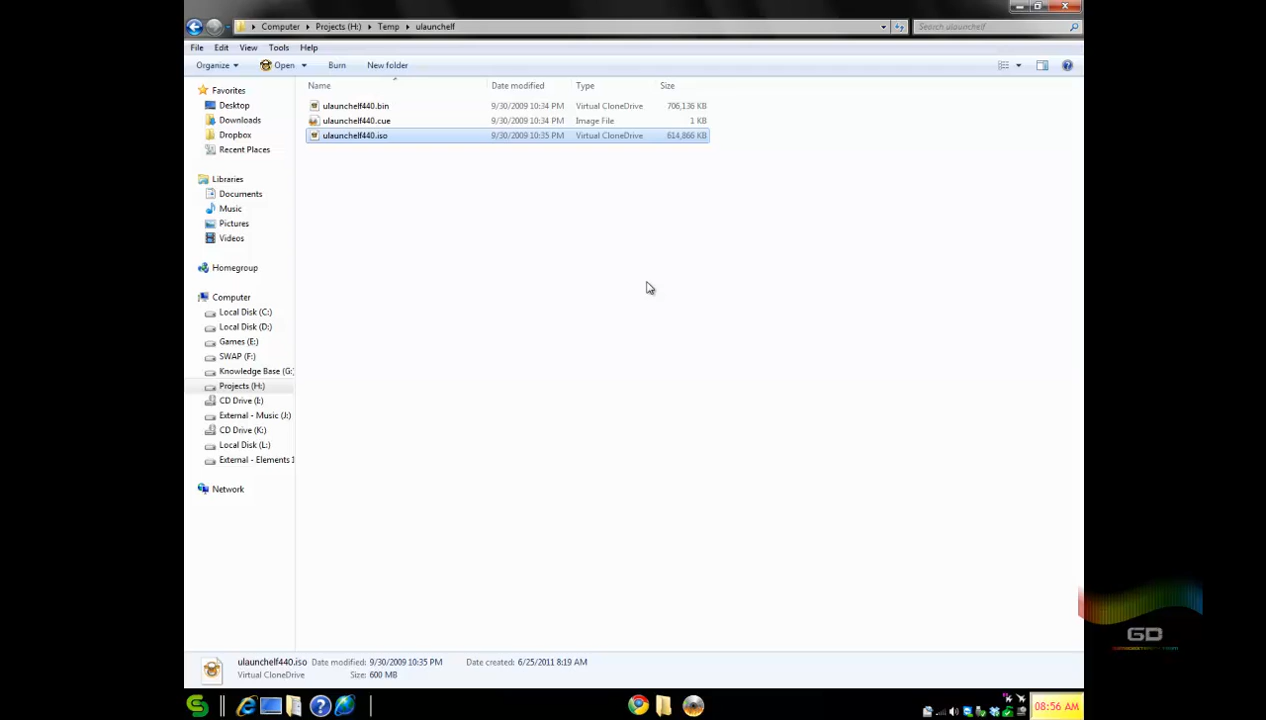 Computer Projects (H:) Temp ulaunchelf Search ulaunchelf
File Edit View Tools Help
Organize Open Burn New folder
Name Date modified Type Size
ulaunchelf440.bin 9/30/2009 10:34 PM Virtual CloneDrive 706,136 KB
ulaunchelf440.cue 9/30/2009 10:34 PM Image File 1 KB
ulaunchelf440.iso 9/30/2009 10:35 PM Virtual CloneDrive 614,866 KB
Favorites
Desktop
Downloads
Dropbox
Recent Places
Libraries
Documents
Music
Pictures
Videos
Homegroup
Computer
Local Disk (C:)
Local Disk (D:)
Games (E:)
SWAP (F:)
Knowledge Base (G:
Projects (H:)
CD Drive (I:)
External - Music (J:)
CD Drive (K:)
Local Disk (L:)
External - Elements 1
Network
GD
ulaunchelf440.iso Date modified: 9/30/2009 10:35 PM Date created: 6/25/2011 8:19 AM
Virtual CloneDrive Size: 600 MB
08:56 AM